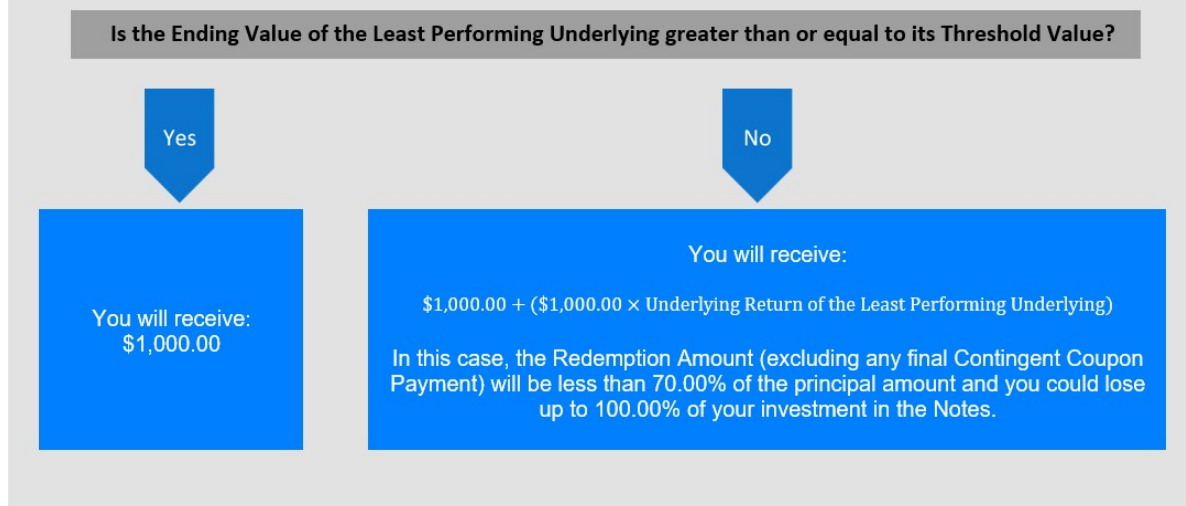 Is the Ending Value of the Least Performing Underlying greater than or equal to its Threshold Value?
Yes
No
You will receive:
$1,000.00
You will receive:
$1,000.00 + ($1,000.00 × Underlying Return of the Least Performing Underlying)
In this case, the Redemption Amount (excluding any final Contingent Coupon
Payment) will be less than 70.00% of the principal amount and you could lose
up to 100.00% of your investment in the Notes.